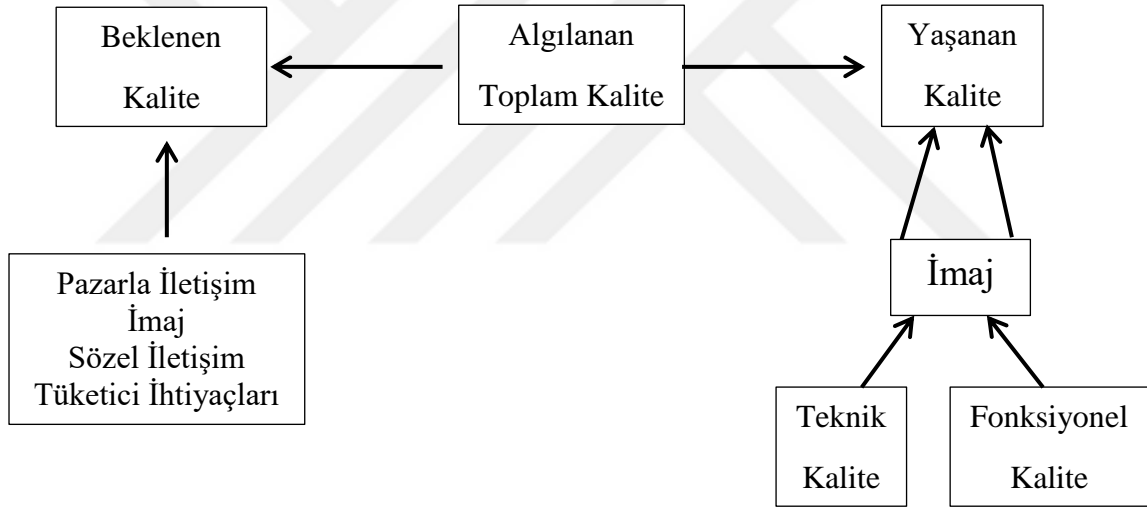 Beklenen
Kalite
Algılanan
Toplam Kalite
Yaşanan
Kalite
Pazarla İletişim
İmaj
Sözel İletişim
Tüketici İhtiyaçları
İmaj
Teknik
Kalite
Fonksiyonel
Kalite